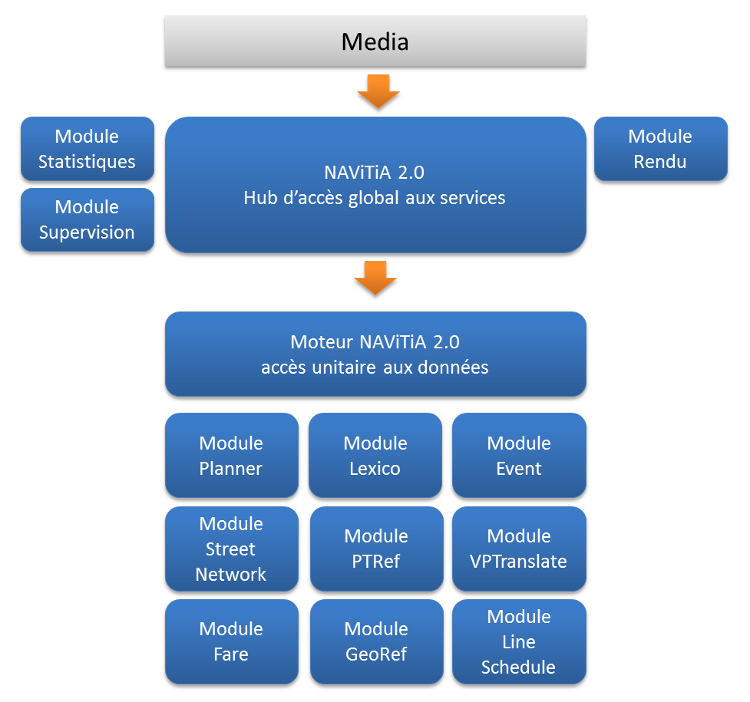 Media
Module
Statistiques
Module
Supervision
NAViTiA 2.0
Hub d'accès global aux services
Module
Rendu
Moteur NAViTiA 2.0
accès unitaire aux données
Module
Planner
Module
Lexico
Module
Event
Module
Street
Network
Module
PTRef
Module
VPTranslate
Module
Fare
Module
GeoRef
Module
Line
Schedule